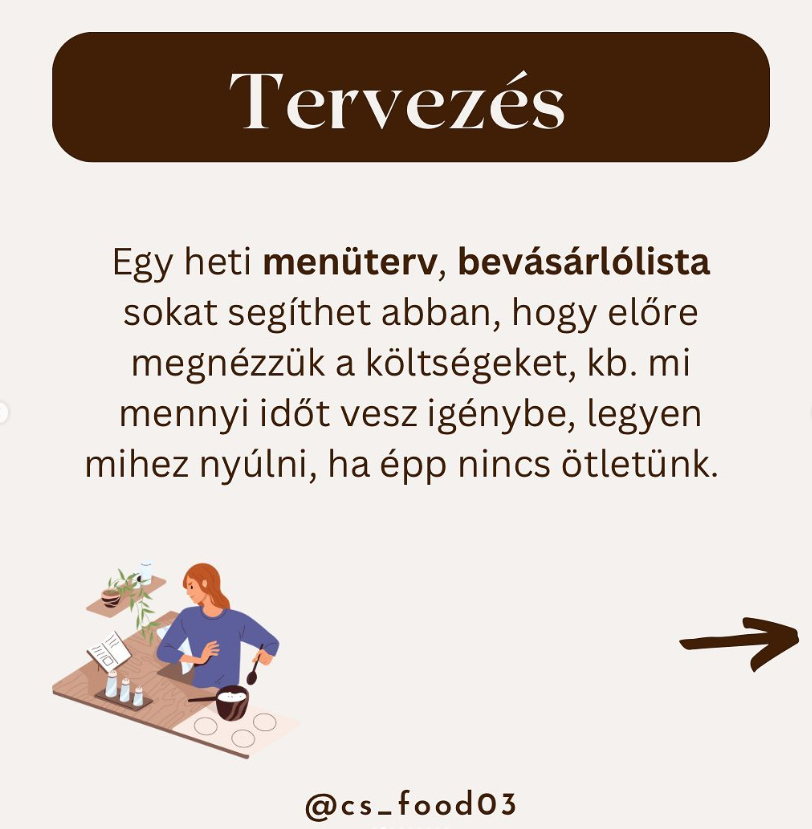 Tervezés
Egy heti menüterv, bevásárlólista
sokat segíthet abban, hogy előre
megnézzük a költségeket, kb. mi
mennyi időt vesz igénybe, legyen
mihez nyúlni, ha épp nincs ötletünk.
@cs_food03